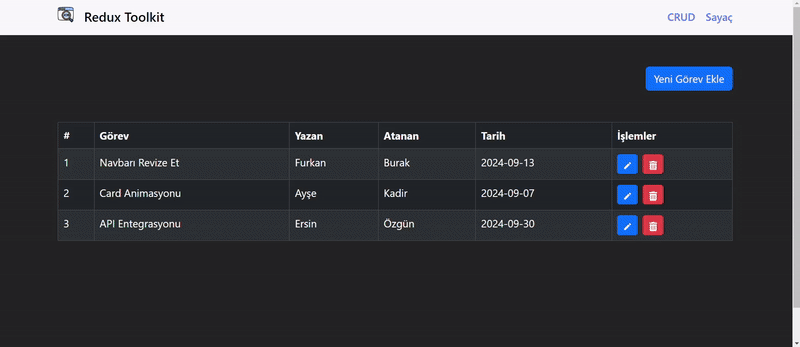 Redux Toolkit CRUD Sayaç
Yeni Görev Ekle
# Görev Yazan Atanan Tarih İşlemler
1 Navbarı Revize Et Furkan Burak 2024-09-13
2 Card Animasyonu Ayşe Kadir 2024-09-07
3 API Entegrasyonu Ersin Özgün 2024-09-30